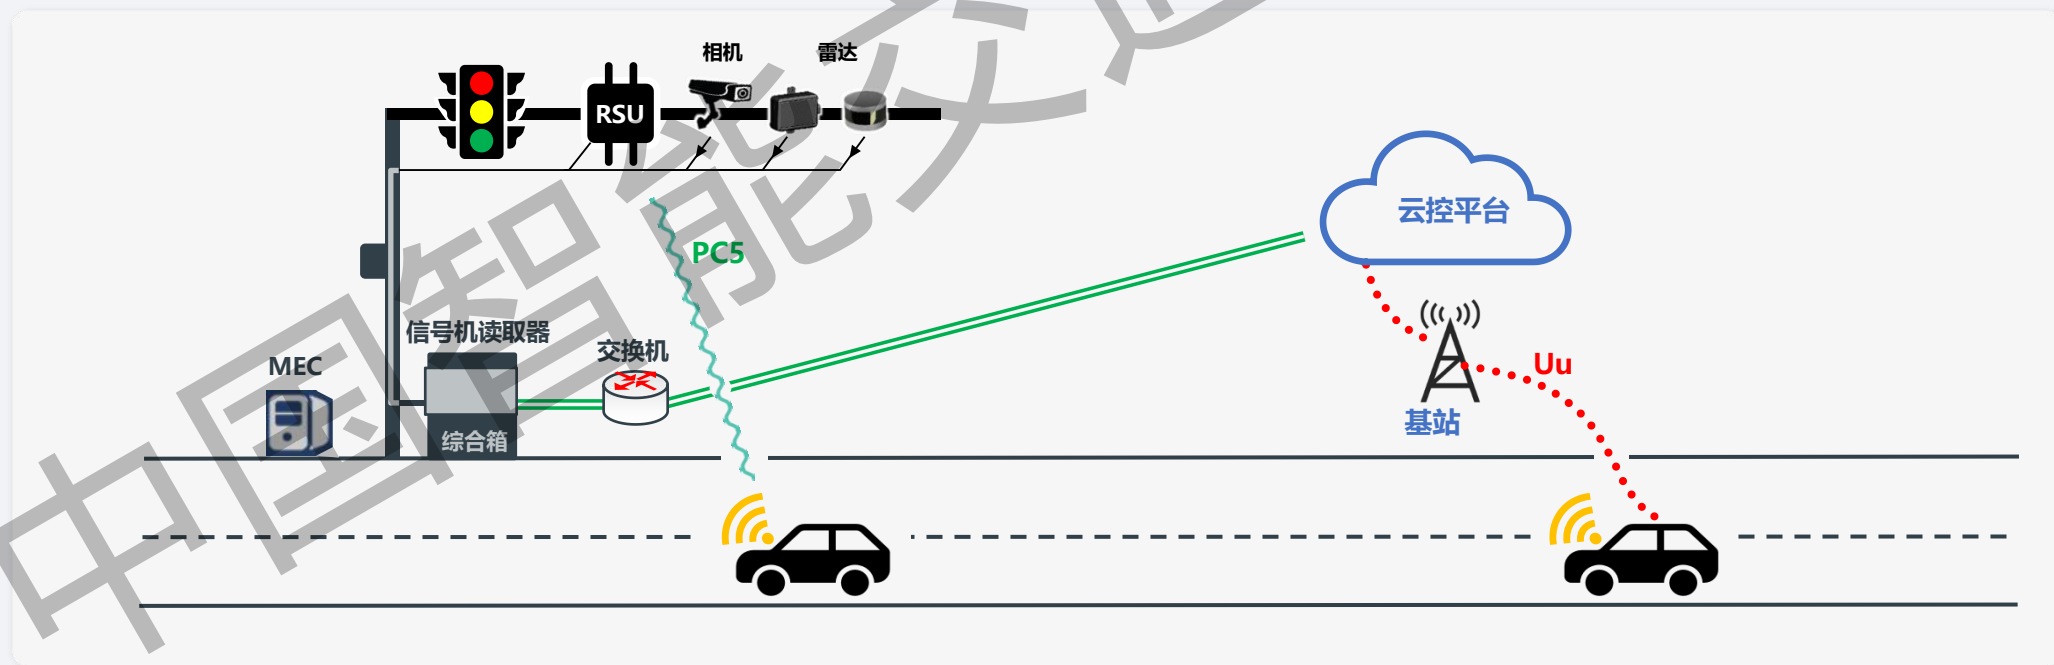 相机
雷达
RSU
云控平台
PC5
信号机读取器
交换机
MEC
Uu
基站
综合箱
中国智能交